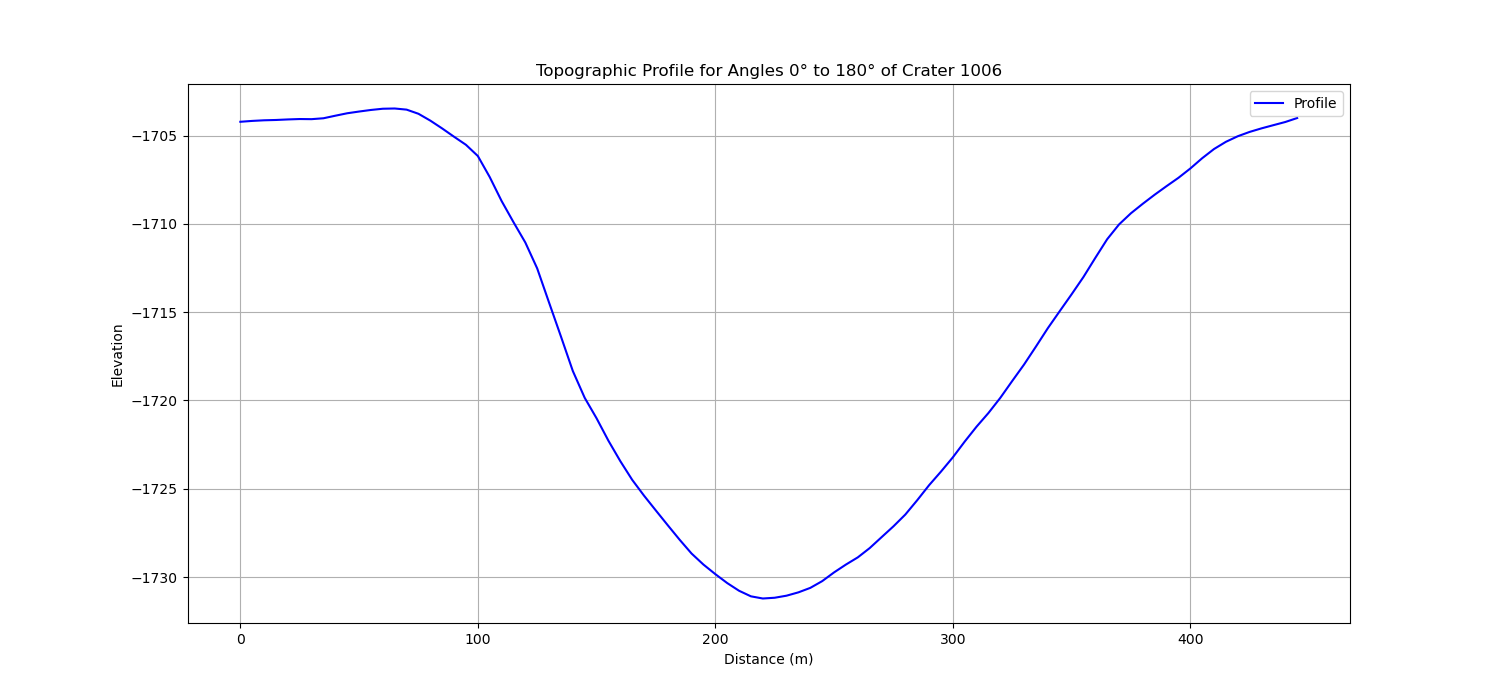 Topographic Profile for Angles 0° to 180° of Crater 1006
Profile
−1705
−1710
−1715
−1720
−1725
−1730
Elevation
0 100 200 300 400
Distance (m)